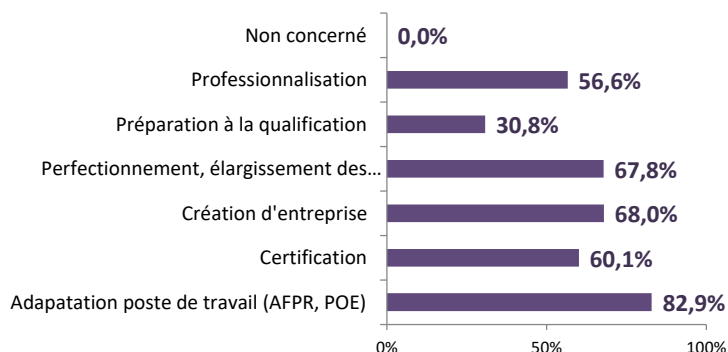 Non concerné 0,0%
Professionnalisation 56,6%
Préparation à la qualification 30,8%
Perfectionnement, élargissement des… 67,8%
Création d'entreprise 68,0%
Certification 60,1%
Adapatation poste de travail (AFPR, POE) 82,9%
0% 50% 100%